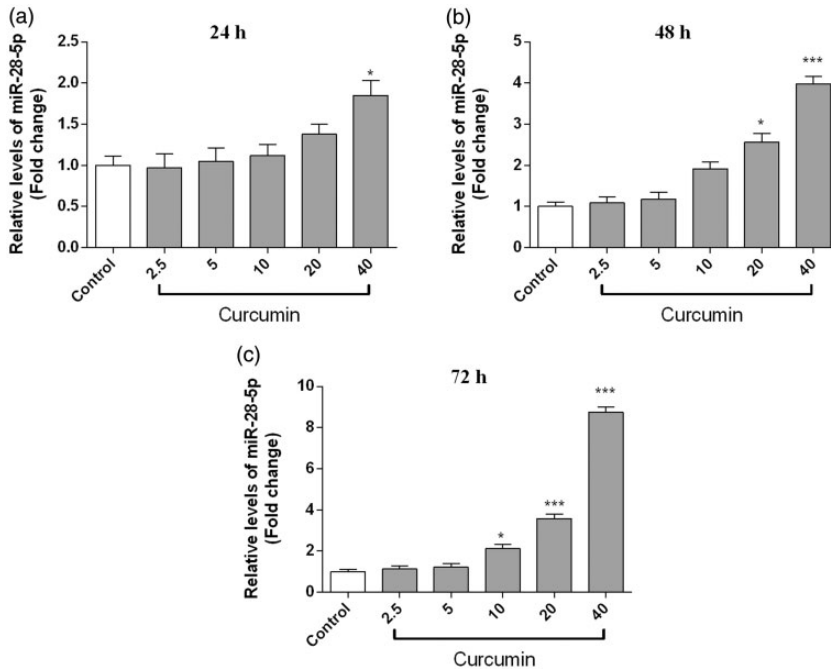 (a)
24 h
Relative levels of miR-28-5p
(Fold change)
2.5
2.0
1.5
1.0
0.5
0.0
*
Control
2.5
5
10
20
40
Curcumin
(b)
48 h
Relative levels of miR-28-5p
(Fold change)
5
4
3
2
1
0
*
***
Control
2.5
5
10
20
40
Curcumin
(c)
72 h
Relative levels of miR-28-5p
(Fold change)
10
8
6
4
2
0
*
***
***
Control
2.5
5
10
20
40
Curcumin